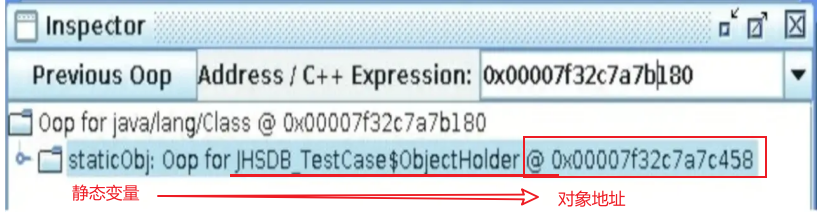 Inspector
Previous Oop Address / C++ Expression: 0x00007f32c7a7b180
Oop for java/lang/Class @ 0x00007f32c7a7b180
staticObj: Oop for JHSDB_TestCase$ObjectHolder @ 0x00007f32c7a7c458
静态变量 对象地址